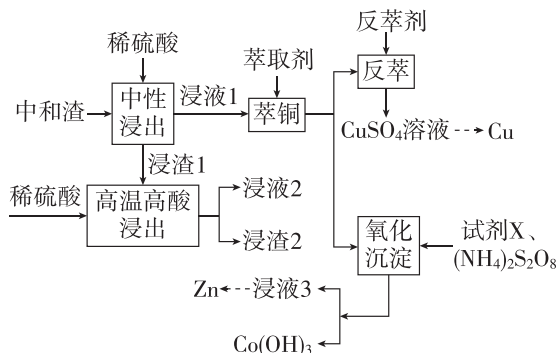 稀硫酸
反萃剂
萃取剂
反萃
中和渣
中性
浸出
浸液1
萃铜
CuSO₄溶液
Cu
浸渣1
稀硫酸
高温高酸
浸出
浸液2
浸渣2
氧化
沉淀
试剂X、
(NH₄)₂S₂O₈
Zn
浸液3
Co(OH)₃